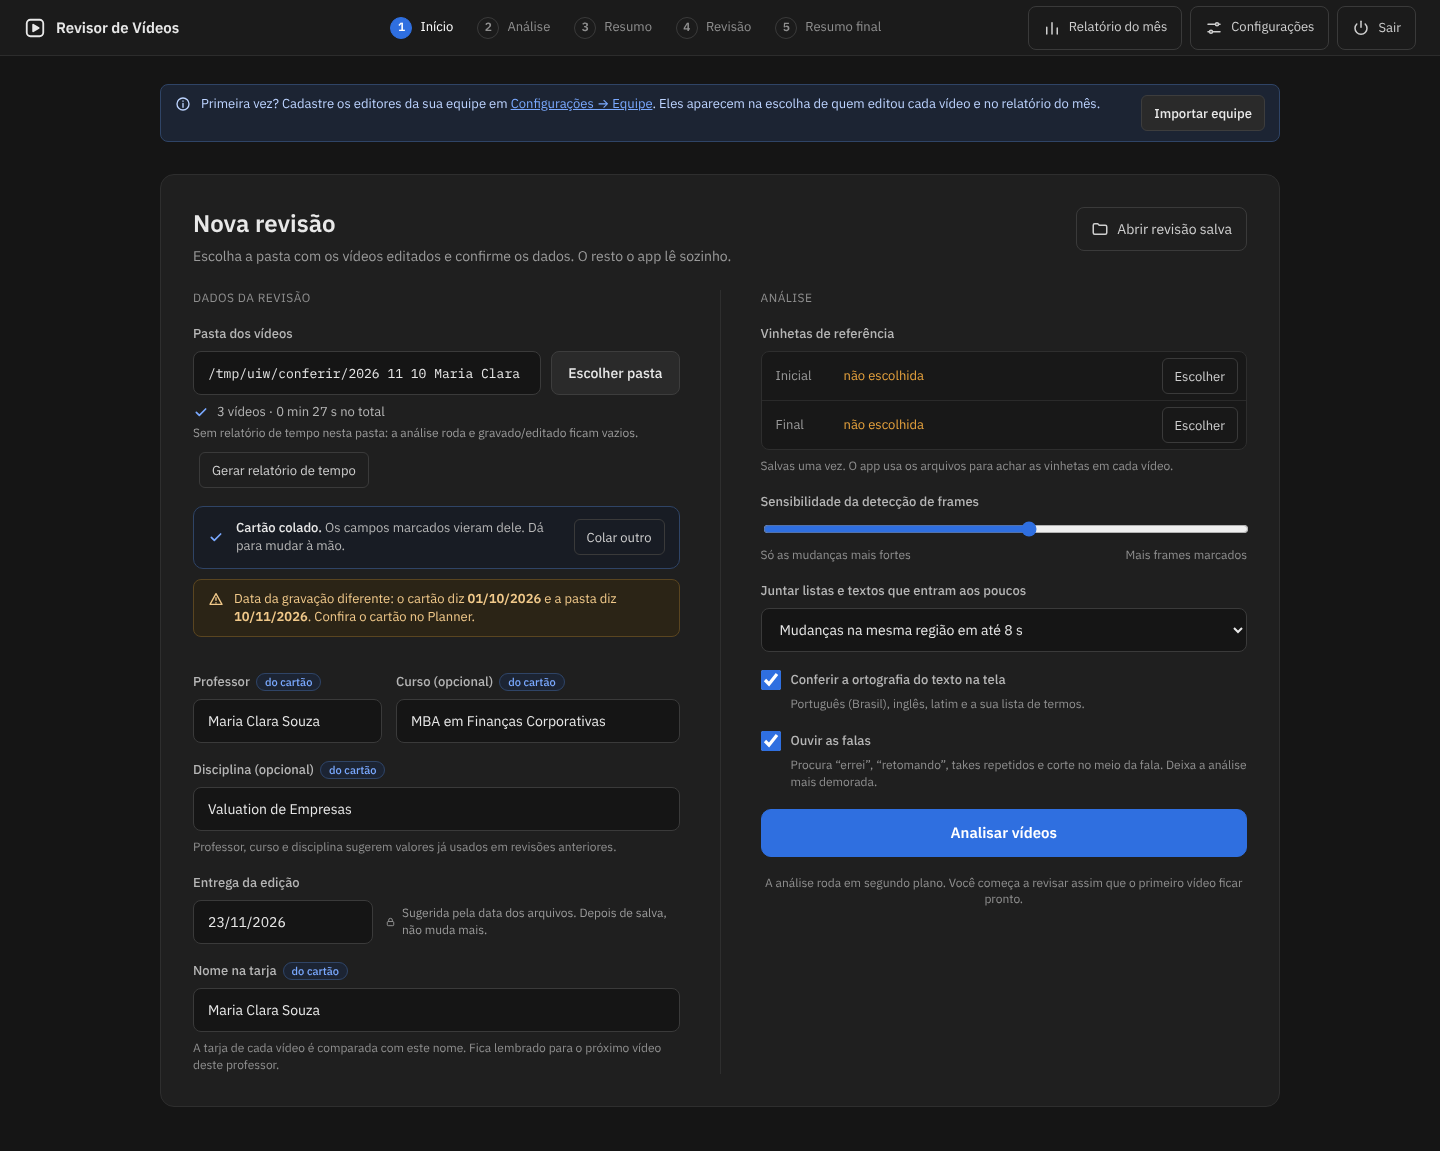 Revisor de Vídeos
1 Início
2 Análise
3 Resumo
4 Revisão
5 Resumo final
Relatório do mês
Configurações
Sair
Primeira vez? Cadastre os editores da sua equipe em Configurações → Equipe. Eles aparecem na escolha de quem editou cada vídeo e no relatório do mês.
Importar equipe
Nova revisão
Escolha a pasta com os vídeos editados e confirme os dados. O resto o app lê sozinho.
Abrir revisão salva
DADOS DA REVISÃO
Pasta dos vídeos
/tmp/uiw/conferir/2026 11 10 Maria Clara
Escolher pasta
3 vídeos · 0 min 27 s no total
Sem relatório de tempo nesta pasta: a análise roda e gravado/editado ficam vazios.
Gerar relatório de tempo
Cartão colado. Os campos marcados vieram dele. Dá
para mudar à mão.
Colar outro
Data da gravação diferente: o cartão diz 01/10/2026 e a pasta diz
10/11/2026. Confira o cartão no Planner.
Professor do cartão
Curso (opcional) do cartão
Maria Clara Souza
MBA em Finanças Corporativas
Disciplina (opcional) do cartão
Valuation de Empresas
Professor, curso e disciplina sugerem valores já usados em revisões anteriores.
Entrega da edição
23/11/2026
Sugerida pela data dos arquivos. Depois de salva,
não muda mais.
Nome na tarja do cartão
Maria Clara Souza
A tarja de cada vídeo é comparada com este nome. Fica lembrado para o próximo vídeo
deste professor.
ANÁLISE
Vinhetas de referência
Inicial não escolhida Escolher
Final não escolhida Escolher
Salvas uma vez. O app usa os arquivos para achar as vinhetas em cada vídeo.
Sensibilidade da detecção de frames
Só as mudanças mais fortes
Mais frames marcados
Juntar listas e textos que entram aos poucos
Mudanças na mesma região em até 8 s
Conferir a ortografia do texto na tela
Português (Brasil), inglês, latim e a sua lista de termos.
Ouvir as falas
Procura “errei”, “retomando”, takes repetidos e corte no meio da fala. Deixa a análise
mais demorada.
Analisar vídeos
A análise roda em segundo plano. Você começa a revisar assim que o primeiro vídeo ficar
pronto.